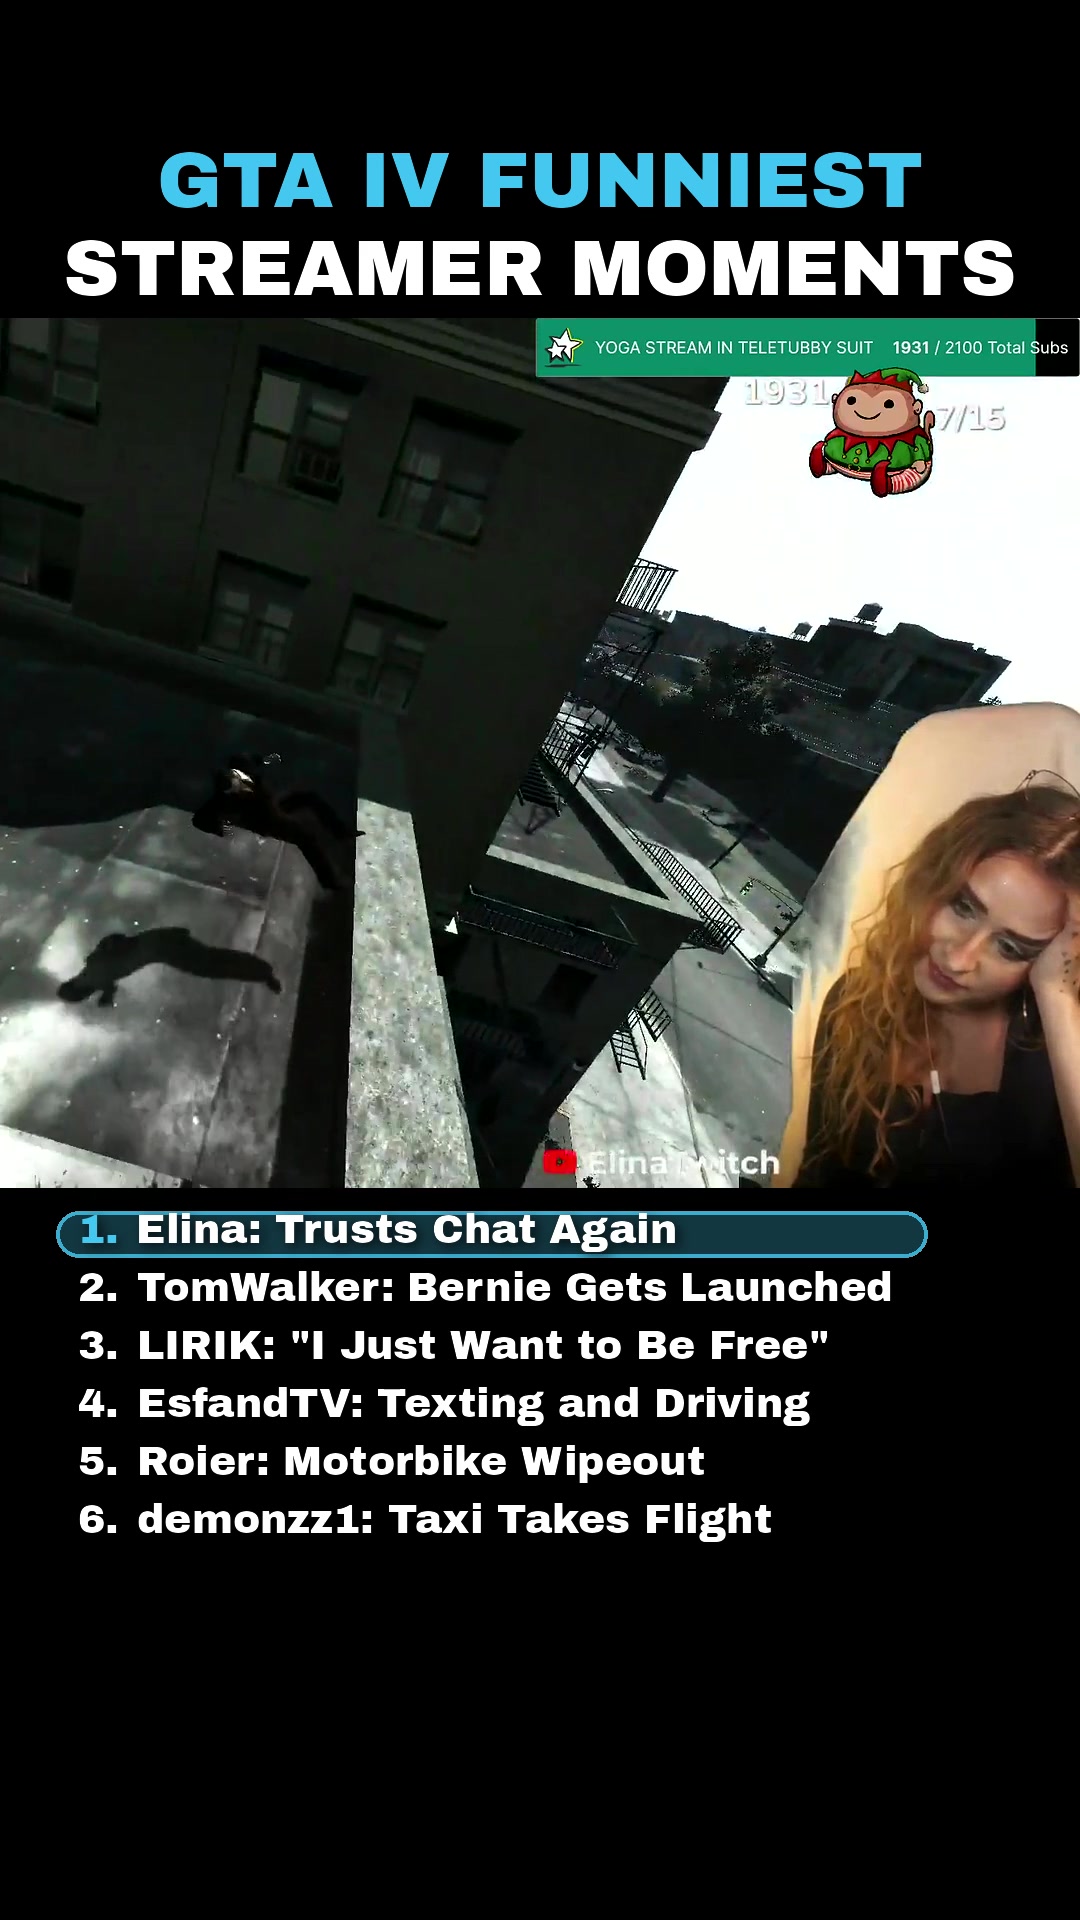 GTA IV FUNNIEST
STREAMER MOMENTS
YOGA STREAM IN TELETUBBY SUIT 1931 / 2100 Total Subs
1931
7/15
ElinaTwitch
1. Elina: Trusts Chat Again
2. TomWalker: Bernie Gets Launched
3. LIRIK: "I Just Want to Be Free"
4. EsfandTV: Texting and Driving
5. Roier: Motorbike Wipeout
6. demonzz1: Taxi Takes Flight